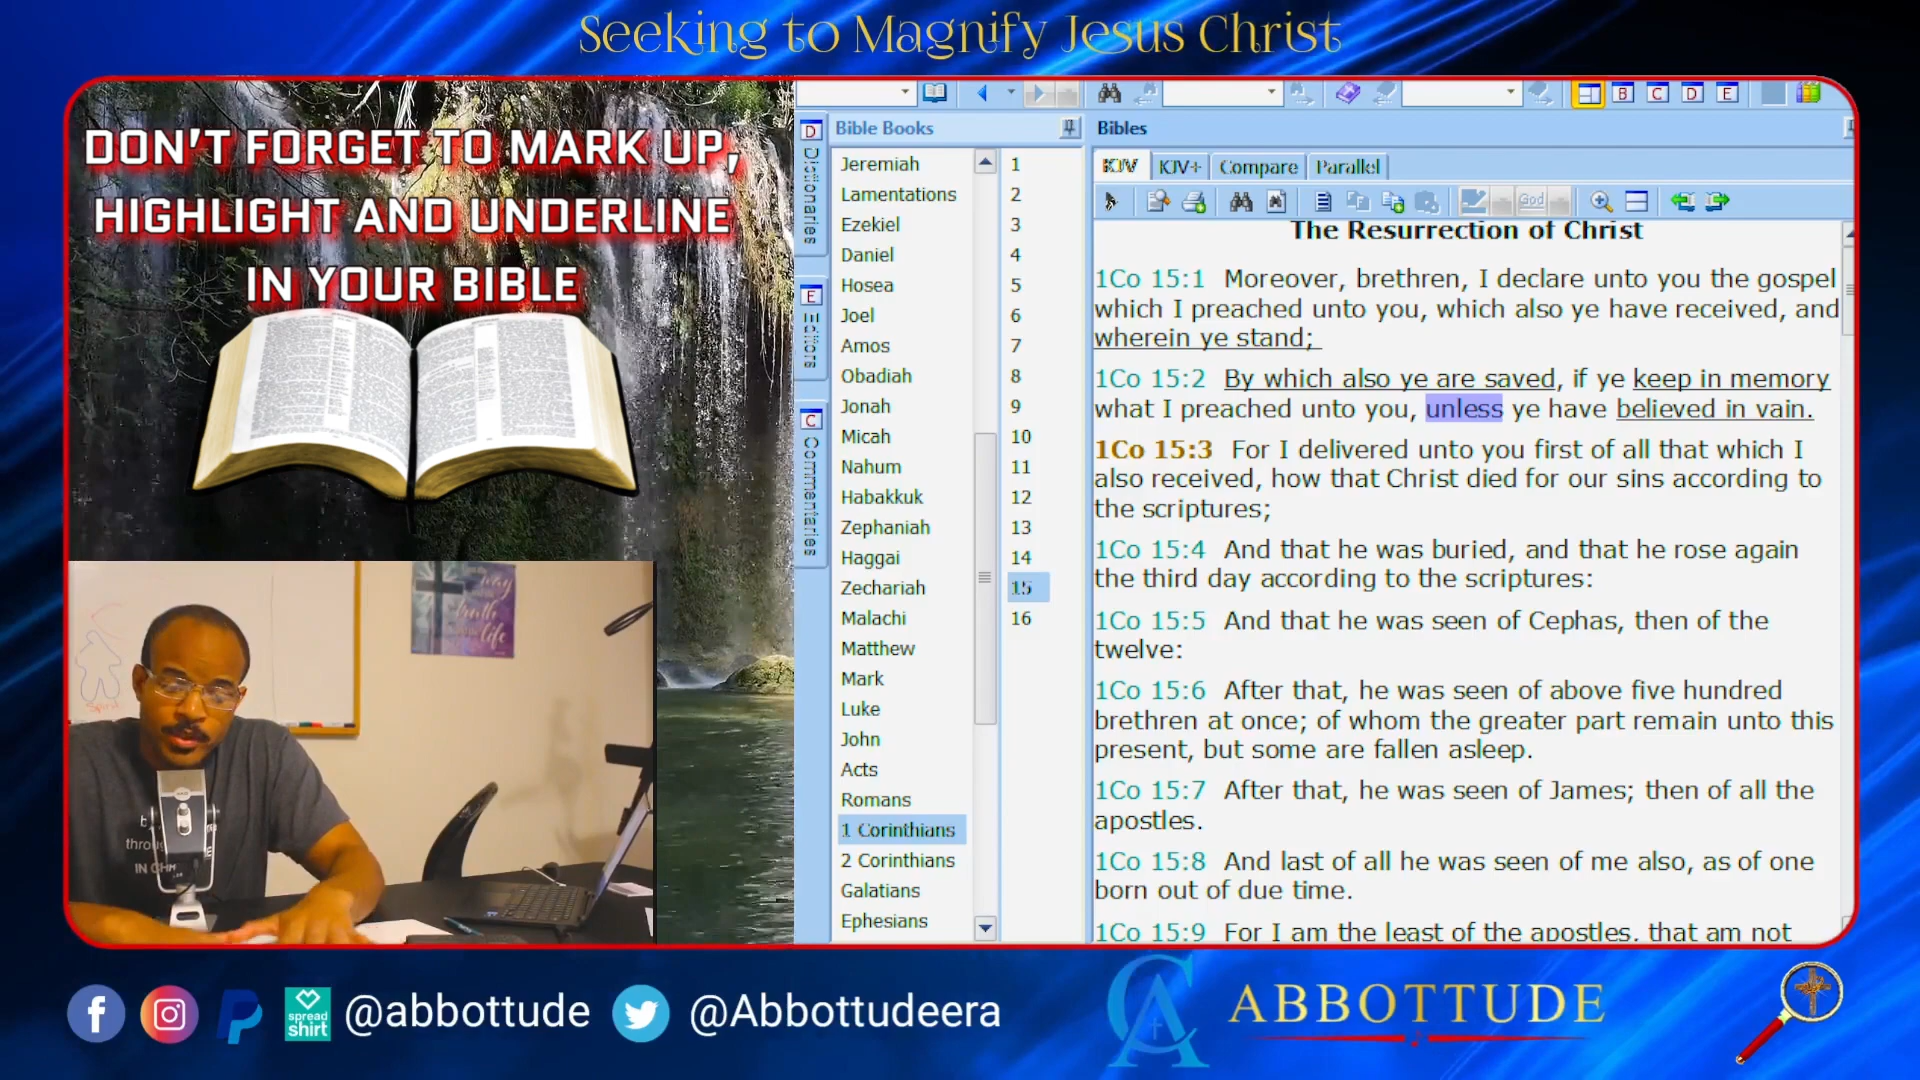 Seeking to Magnify Jesus Christ
DON'T FORGET TO MARK UP,
HIGHLIGHT AND UNDERLINE
IN YOUR BIBLE
way
truth
life
Spirit
IN CHR
D Dictionaries
E Editors
C Commentaries
Bible Books
Jeremiah
Lamentations
Ezekiel
Daniel
Hosea
Joel
Amos
Obadiah
Jonah
Micah
Nahum
Habakkuk
Zephaniah
Haggai
Zechariah
Malachi
Matthew
Mark
Luke
John
Acts
Romans
1 Corinthians
2 Corinthians
Galatians
Ephesians
1
2
3
4
5
6
7
8
9
10
11
12
13
14
15
16
B C D E
Bibles
KJV KJV+ Compare Parallel
God
The Resurrection of Christ
1Co 15:1 Moreover, brethren, I declare unto you the gospel
which I preached unto you, which also ye have received, and
wherein ye stand;
1Co 15:2 By which also ye are saved, if ye keep in memory
what I preached unto you, unless ye have believed in vain.
1Co 15:3 For I delivered unto you first of all that which I
also received, how that Christ died for our sins according to
the scriptures;
1Co 15:4 And that he was buried, and that he rose again
the third day according to the scriptures:
1Co 15:5 And that he was seen of Cephas, then of the
twelve:
1Co 15:6 After that, he was seen of above five hundred
brethren at once; of whom the greater part remain unto this
present, but some are fallen asleep.
1Co 15:7 After that, he was seen of James; then of all the
apostles.
1Co 15:8 And last of all he was seen of me also, as of one
born out of due time.
1Co 15:9 For I am the least of the apostles, that am not
spread
shirt
@abbottude
@Abbottudeera
CA
ABBOTTUDE